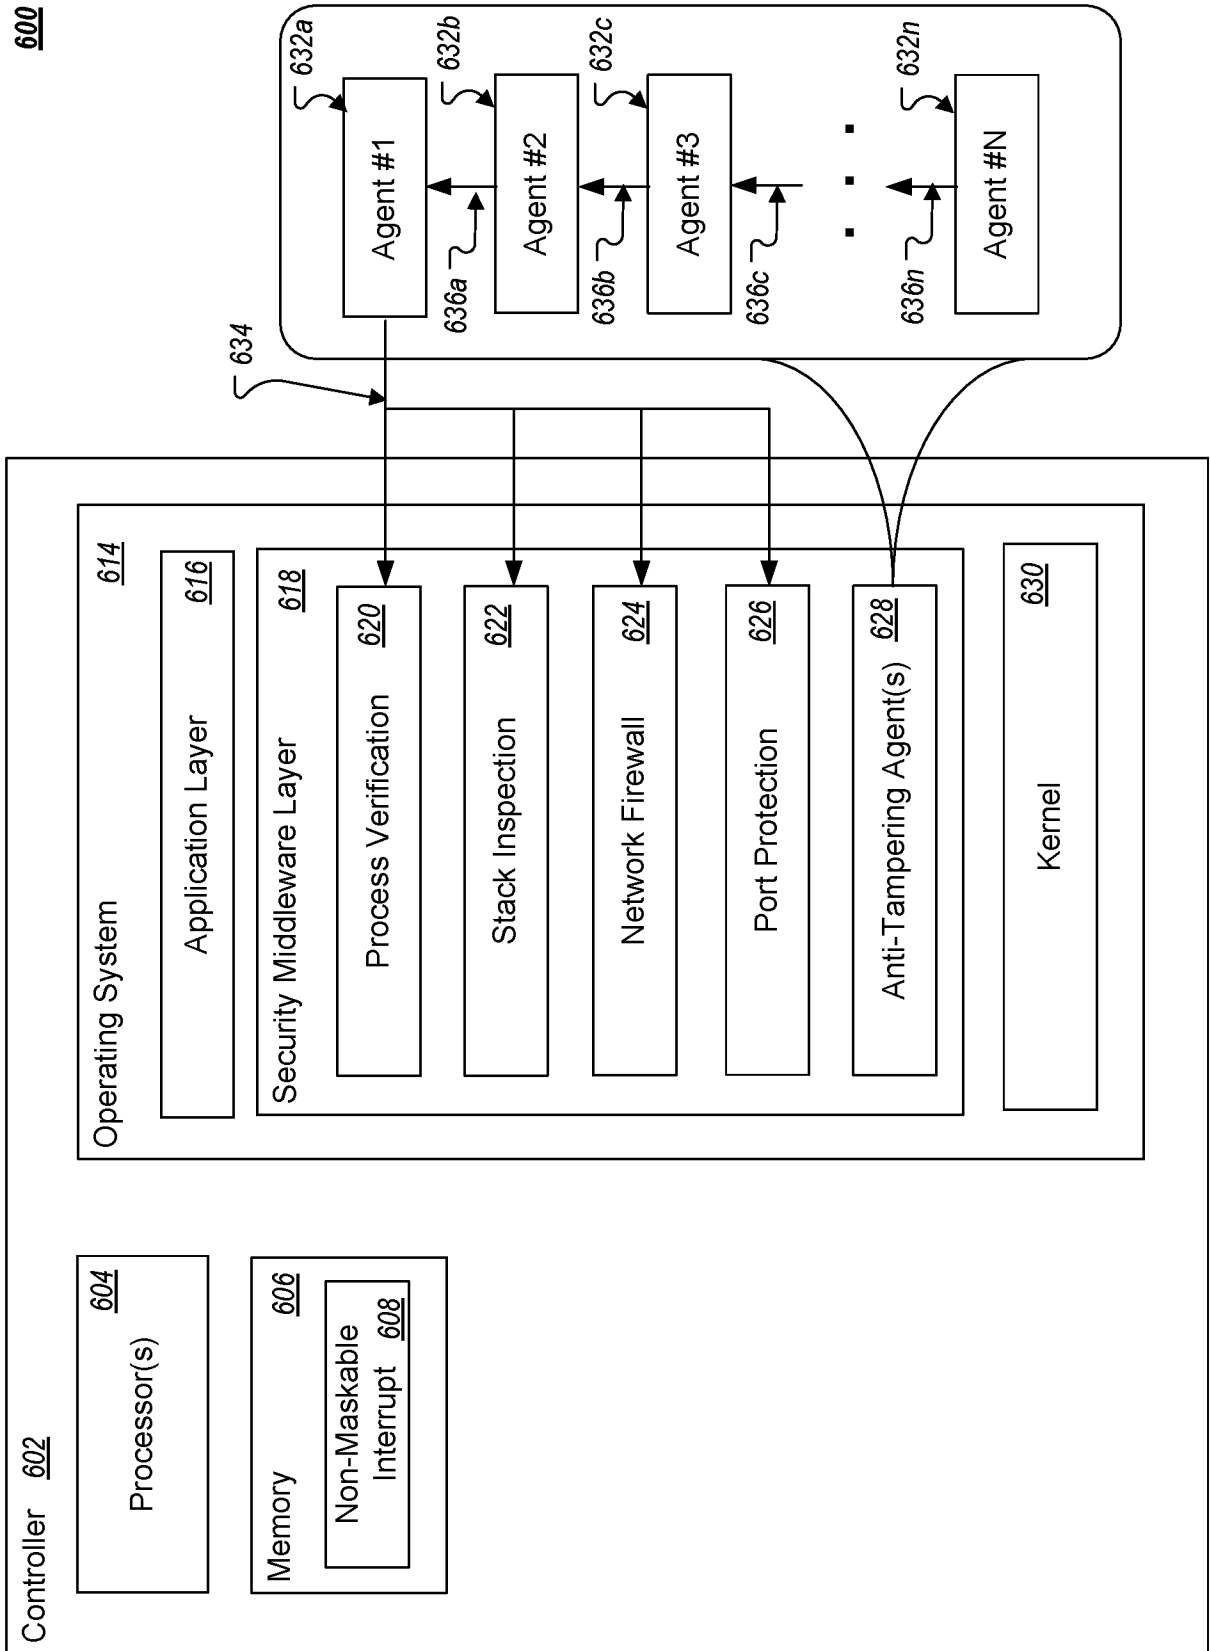 600
Controller 602
Processor(s)
604
Memory
606
Non-Maskable
Interrupt 608
Operating System
614
Application Layer
616
Security Middleware Layer
618
Process Verification
620
Stack Inspection
622
Network Firewall
624
Port Protection
626
Anti-Tampering Agent(s)
628
Kernel
630
634
Agent #1
632a
636a
Agent #2
632b
636b
Agent #3
632c
636c
. . .
636n
Agent #N
632n